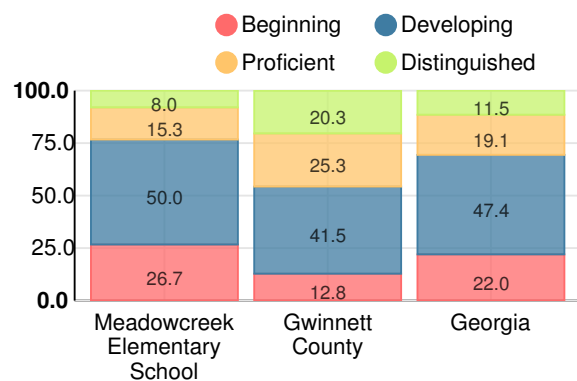 Beginning
Developing
Proficient
Distinguished
100.0
75.0
50.0
25.0
0.0
8.0
15.3
50.0
26.7
20.3
25.3
41.5
12.8
11.5
19.1
47.4
22.0
Meadowcreek
Elementary
School
Gwinnett
County
Georgia